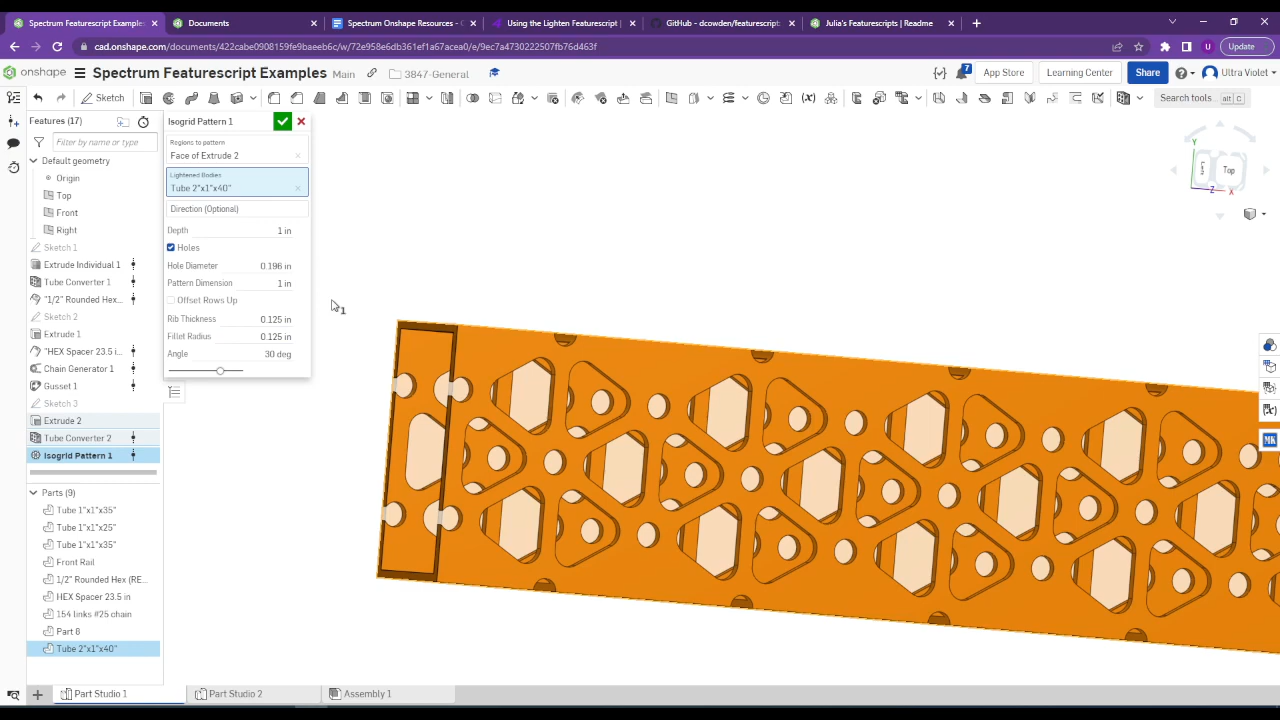 Spectrum Featurescript Examples
Documents
Spectrum Onshape Resources - G
Using the Lighten Featurescript |
GitHub - dcowden/featurescript
Julia's Featurescripts | Readme
cad.onshape.com/documents/422cabe0908159fe9baeeb6c/w/72e958e6db361ef1a67acea0/e/9ec7a4730222507fb76d463f
U
Update
onshape
Spectrum Featurescript Examples
Main
3847-General
7
App Store
Learning Center
Share
Ultra Violet
Sketch
Search tools...
alt C
Features (17)
Filter by name or type
Default geometry
Origin
Top
Front
Right
Sketch 1
Extrude Individual 1
Tube Converter 1
"1/2" Rounded Hex...
Sketch 2
Extrude 1
"HEX Spacer 23.5 i...
Chain Generator 1
Gusset 1
Sketch 3
Extrude 2
Tube Converter 2
Isogrid Pattern 1
Parts (9)
Tube 1"x1"x35"
Tube 1"x1"x25"
Tube 1"x1"x35"
Front Rail
1/2" Rounded Hex (RE...
HEX Spacer 23.5 in
154 links #25 chain
Part 8
Tube 2"x1"x40"
Isogrid Pattern 1
Regions to pattern
Face of Extrude 2
Lightened Bodies
Tube 2"x1"x40"
Direction (Optional)
Depth 1 in
Holes
Hole Diameter 0.196 in
Pattern Dimension 1 in
Offset Rows Up
Rib Thickness 0.125 in
Fillet Radius 0.125 in
Angle 30 deg
1
Y
Left
Top
Z
X
MK
Part Studio 1
Part Studio 2
Assembly 1